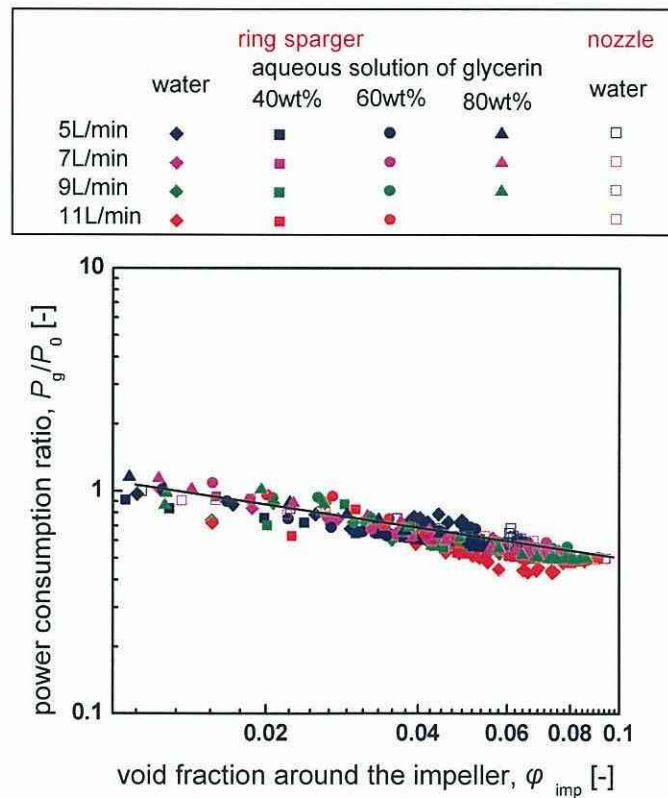 ring sparger nozzle
water aqueous solution of glycerin water
40wt% 60wt% 80wt%
5L/min
7L/min
9L/min
11L/min
10
1
0.1
power consumption ratio, P_g/P_0 [-]
0.02 0.04 0.06 0.08 0.1
void fraction around the impeller, φ_imp [-]